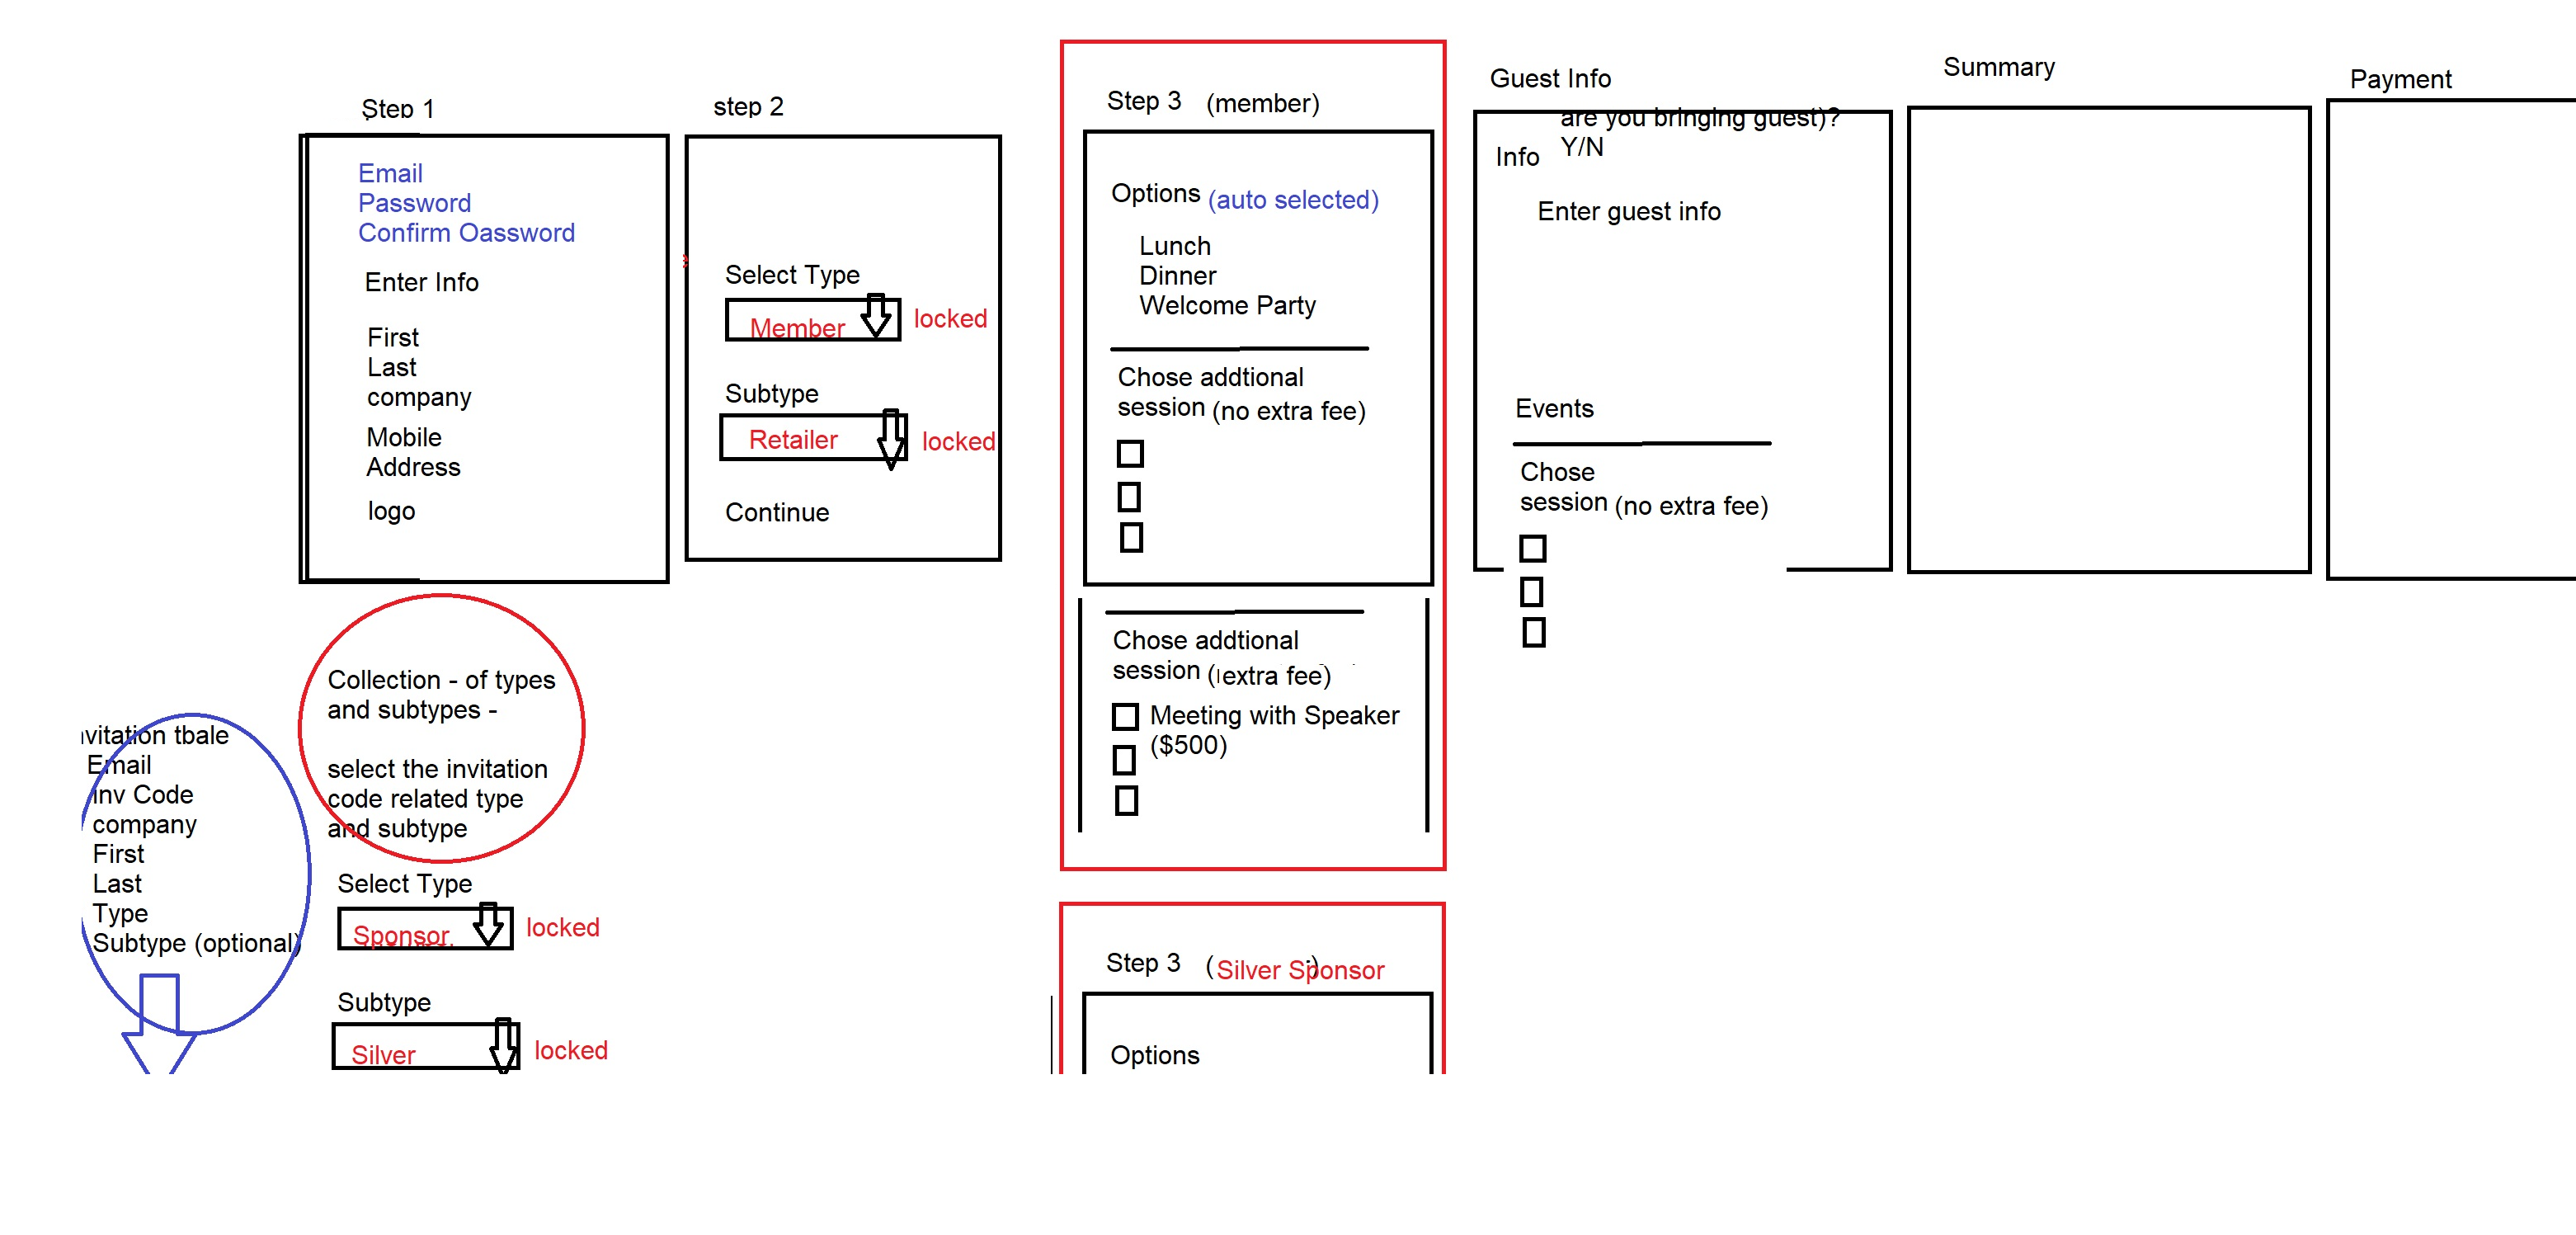 Step 1
Email
Password
Confirm Oassword
Enter Info
First
Last
company
Mobile
Address
logo
step 2
Select Type
Member
locked
Subtype
Retailer
locked
Continue
Step 3 (member)
Options (auto selected)
Lunch
Dinner
Welcome Party
Chose addtional
session (no extra fee)
Chose addtional
session (extra fee)
Meeting with Speaker
($500)
Guest Info
are you bringing guest)?
Y/N
Info
Enter guest info
Events
Chose
session (no extra fee)
Summary
Payment
Collection - of types
and subtypes -
select the invitation
code related type
and subtype
nvitation tbale
Email
Inv Code
company
First
Last
Type
Subtype (optional)
Select Type
Sponsor
locked
Subtype
Silver
locked
Step 3 (Silver Sponsor)
Options